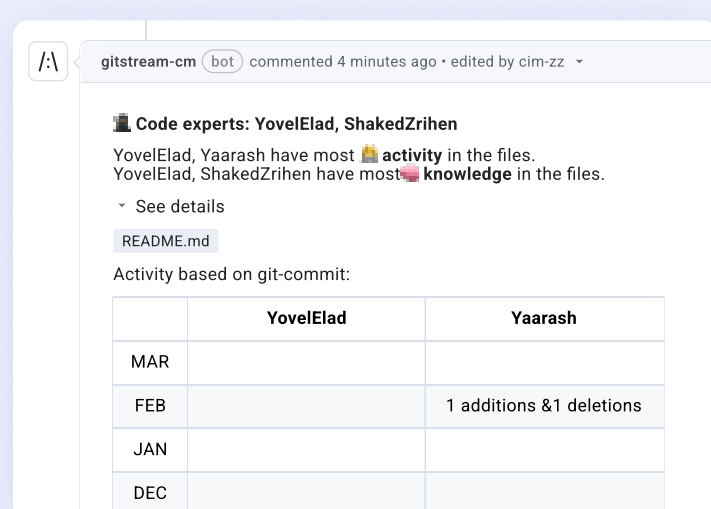 /:\
gitstream-cm bot commented 4 minutes ago • edited by cim-zz
Code experts: YovelElad, ShakedZrihen
YovelElad, Yaarash have most activity in the files.
YovelElad, ShakedZrihen have most knowledge in the files.
See details
README.md
Activity based on git-commit:
YovelElad Yaarash
MAR
FEB 1 additions &1 deletions
JAN
DEC